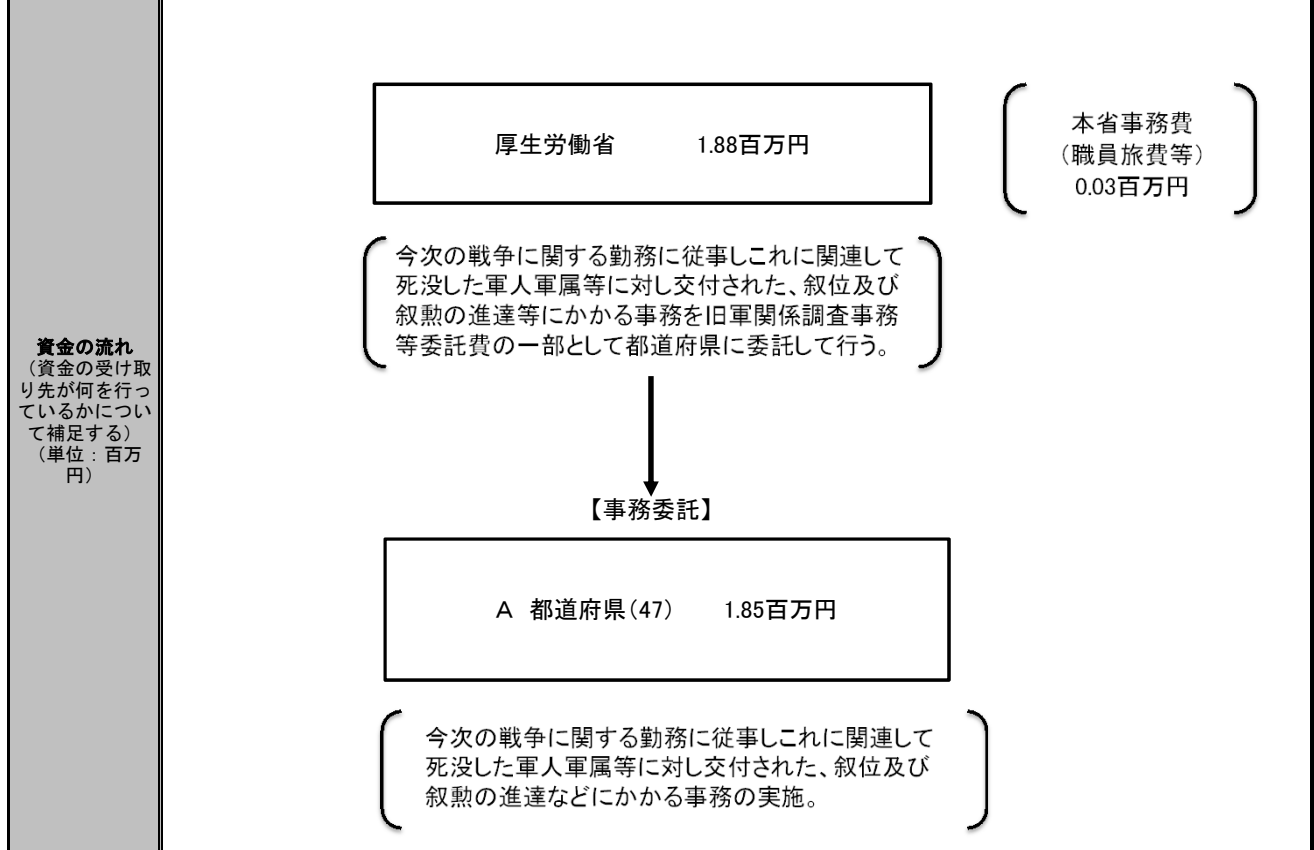 資金の流れ
（資金の受け取
り先が何を行っ
ているかについ
て補足する）
（単位：百万
円）
厚生労働省　　　1.88百万円
本省事務費
（職員旅費等）
0.03百万円
今次の戦争に関する勤務に従事しこれに関連して
死没した軍人軍属等に対し交付された、叙位及び
叙勲の進達等にかかる事務を旧軍関係調査事務
等委託費の一部として都道府県に委託して行う。
【事務委託】
A　都道府県(47)　　1.85百万円
今次の戦争に関する勤務に従事しこれに関連して
死没した軍人軍属等に対し交付された、叙位及び
叙勲の進達などにかかる事務の実施。